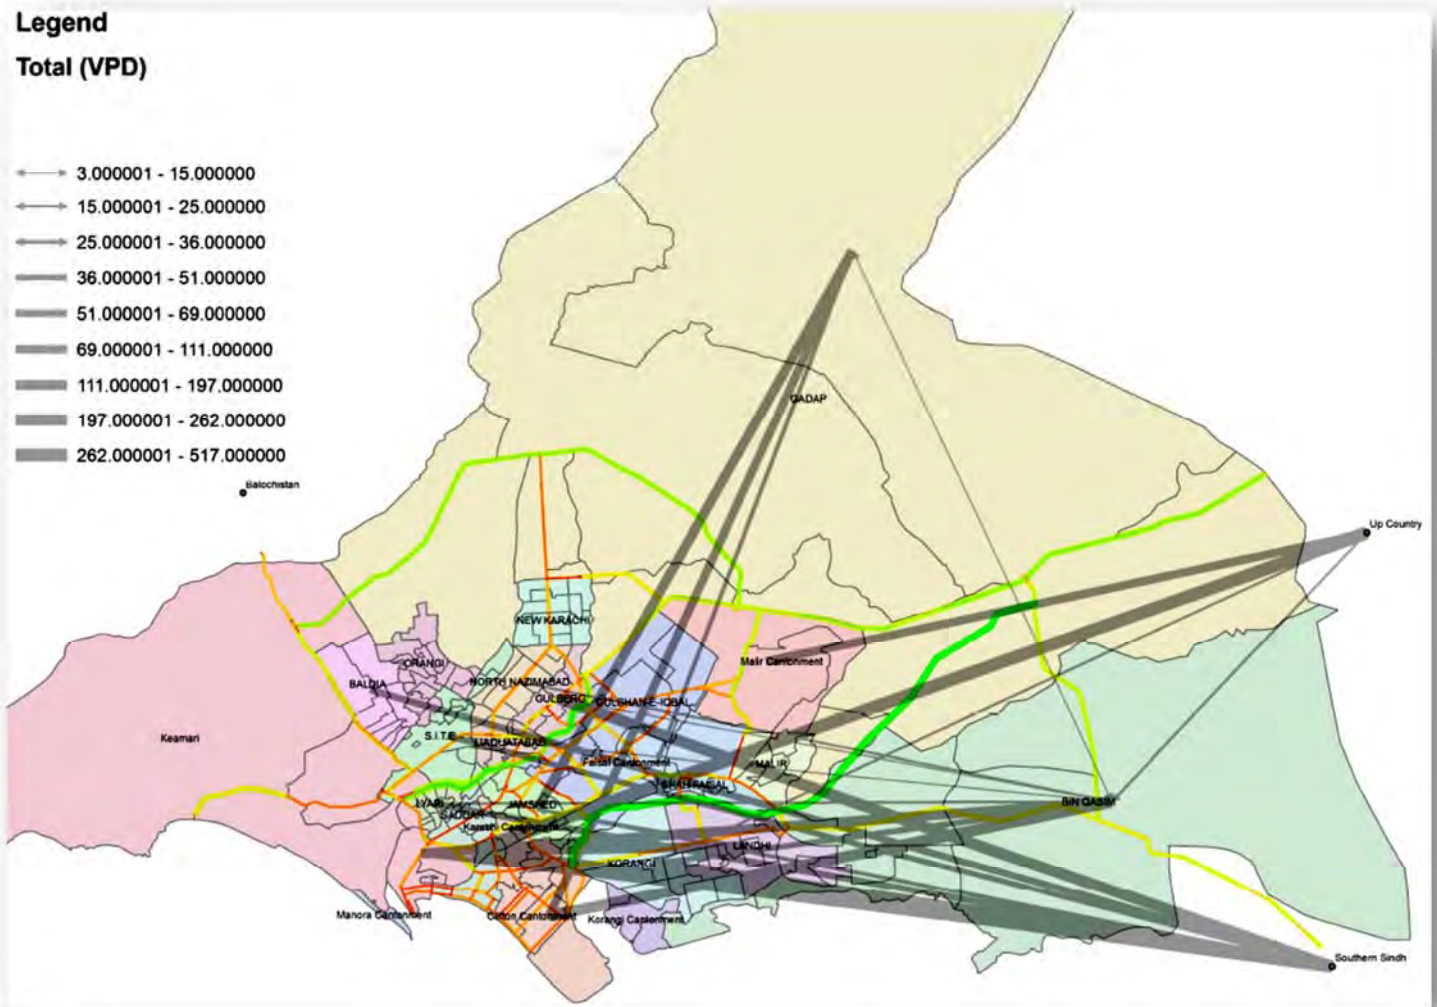 Legend
Total (VPD)
3.000001 - 15.000000
15.000001 - 25.000000
25.000001 - 36.000000
36.000001 - 51.000000
51.000001 - 69.000000
69.000001 - 111.000000
111.000001 - 197.000000
197.000001 - 262.000000
262.000001 - 517.000000
GADAP
Balochistan
Up Country
NEW KARACHI
ORANGI
Malir Cantonment
BALDIA
NORTH NAZIMABAD
GULBERG
GULSHAN-E-IQBAL
Keamari
S.I.T.E
LIAQUATABAD
Faisal Cantonment
MALIR
SHAH FAISAL
LYARI
JAMSHED
BIN QASIM
SADDAR
Karachi Cantonment
LANDHI
KORANGI
Manora Cantonment
Clifton Cantonment
Korangi Cantonment
Southern Sindh